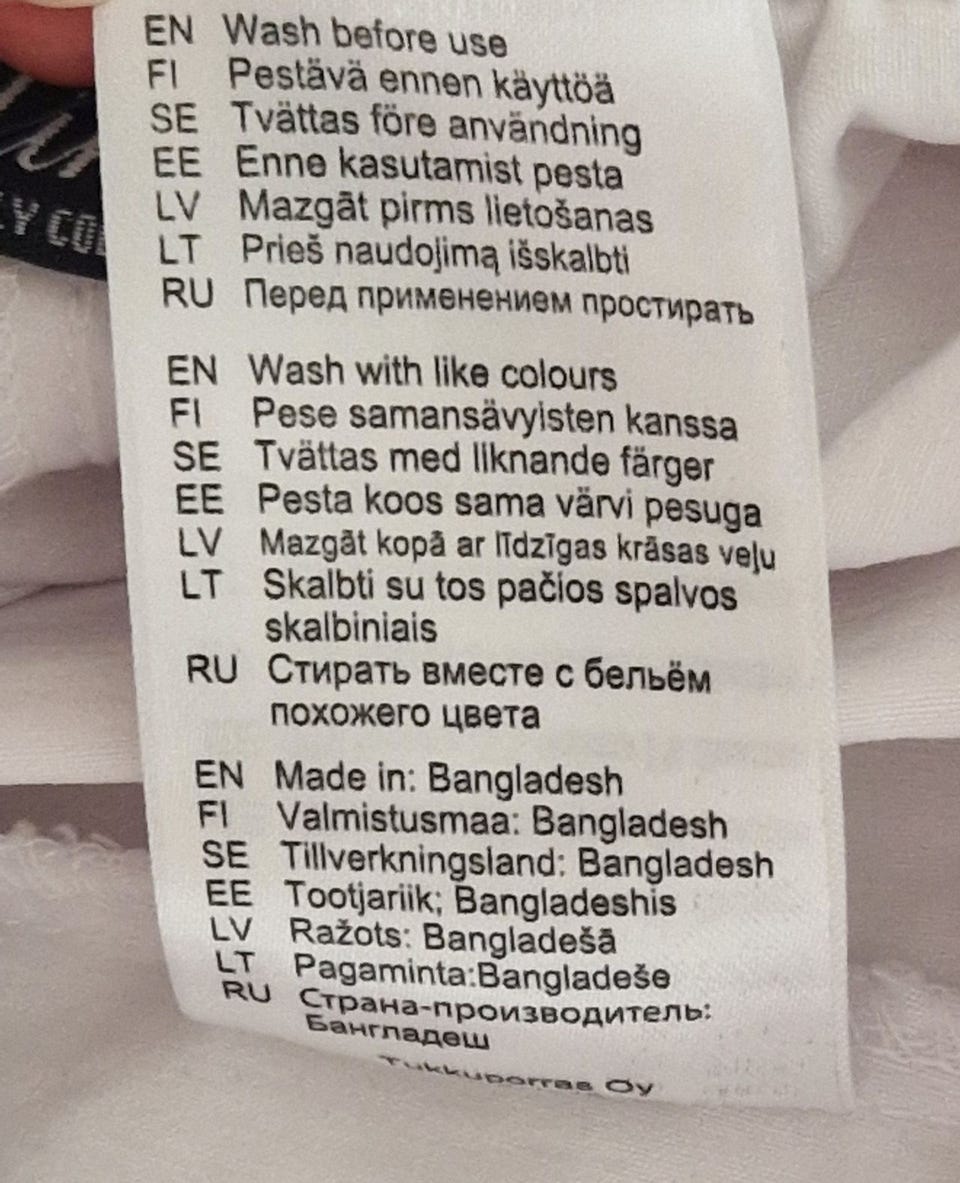 EN Wash before use
FI Pestävä ennen käyttöä
SE Tvättas före användning
EE Enne kasutamist pesta
LV Mazgāt pirms lietošanas
LT Prieš naudojimą išskalbti
RU Перед применением простирать
EN Wash with like colours
FI Pese samansävyisten kanssa
SE Tvättas med liknande färger
EE Pesta koos sama värvi pesuga
LV Mazgāt kopā ar līdzīgas krāsas veļu
LT Skalbti su tos pačios spalvos
skalbiniais
RU Стирать вместе с бельём
похожего цвета
EN Made in: Bangladesh
FI Valmistusmaa: Bangladesh
SE Tillverkningsland: Bangladesh
EE Tootjariik; Bangladeshis
LV Ražots: Bangladešā
LT Pagaminta:Bangladeše
RU Страна-производитель:
Бангладеш
Tukkuporras Oy